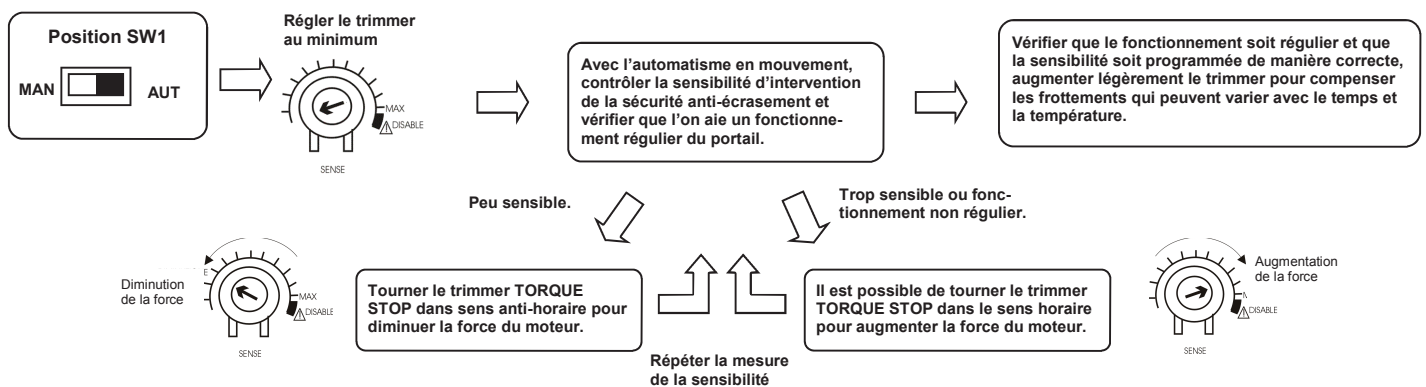 Position SW1
MAN
AUT
Régler le trimmer
au minimum
MAX
DISABLE
SENSE
Avec l’automatisme en mouvement,
contrôler la sensibilité d’intervention
de la sécurité anti-écrasement et
vérifier que l’on aie un fonctionne-
ment régulier du portail.
Vérifier que le fonctionnement soit régulier et que
la sensibilité soit programmée de manière correcte,
augmenter légèrement le trimmer pour compenser
les frottements qui peuvent varier avec le temps et
la température.
Peu sensible.
Trop sensible ou fonc-
tionnement non régulier.
Diminution
de la force
E
MAX
DISABLE
SENSE
Tourner le trimmer TORQUE
STOP dans sens anti-horaire pour
diminuer la force du moteur.
Répéter la mesure
de la sensibilité
Il est possible de tourner le trimmer
TORQUE STOP dans le sens horaire
pour augmenter la force du moteur.
Augmentation
de la force
DISABLE
SENSE